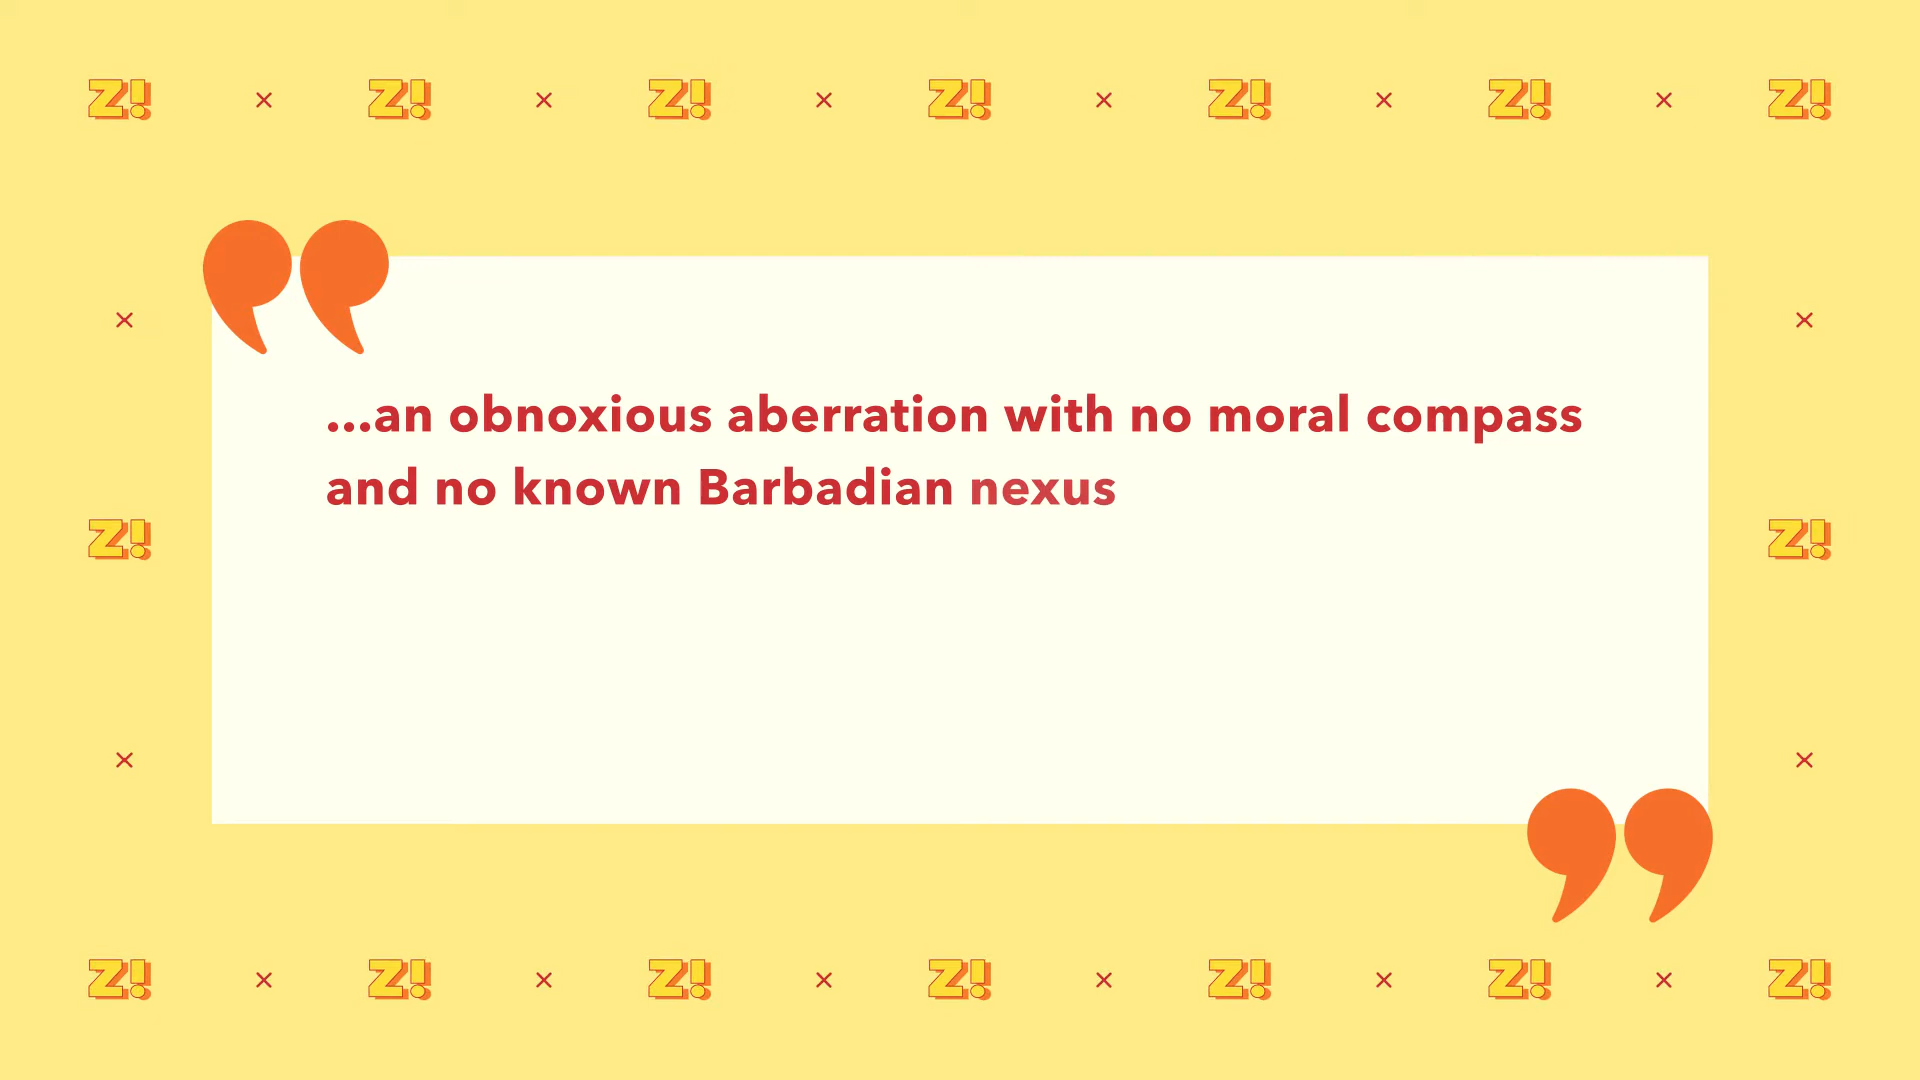 Z! × Z! × Z! × Z! × Z! × Z! × Z!
...an obnoxious aberration with no moral compass
and no known Barbadian nexus
Z! Z!
Z! × Z! × Z! × Z! × Z! × Z! × Z!